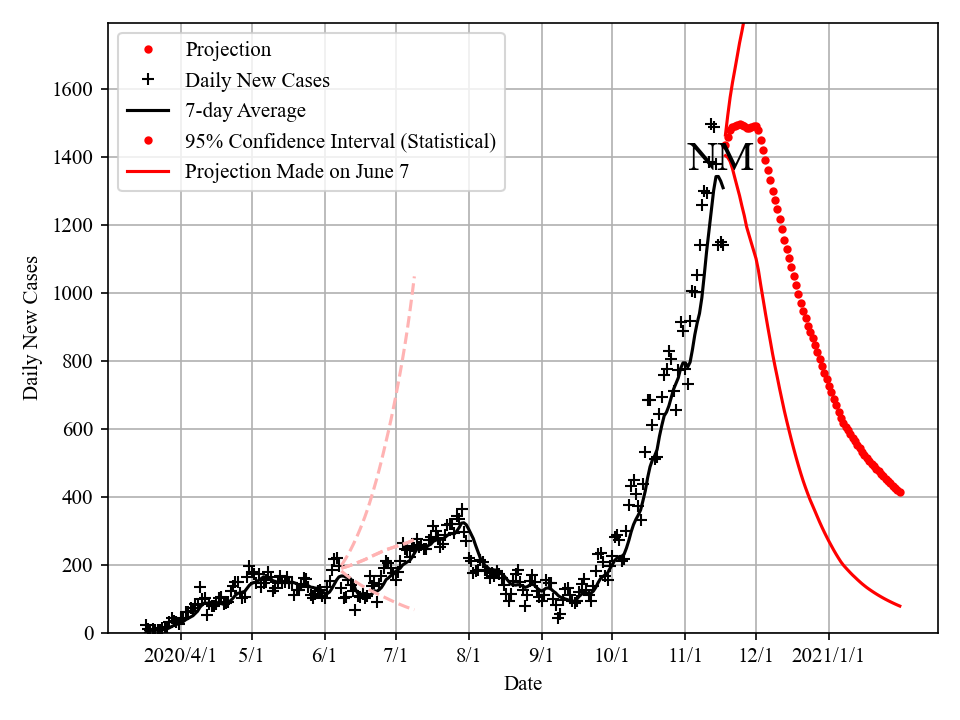 Projection
Daily New Cases
7-day Average
95% Confidence Interval (Statistical)
Projection Made on June 7
NM
1600
1400
1200
1000
800
600
400
200
0
Daily New Cases
2020/4/1 5/1 6/1 7/1 8/1 9/1 10/1 11/1 12/1 2021/1/1
Date